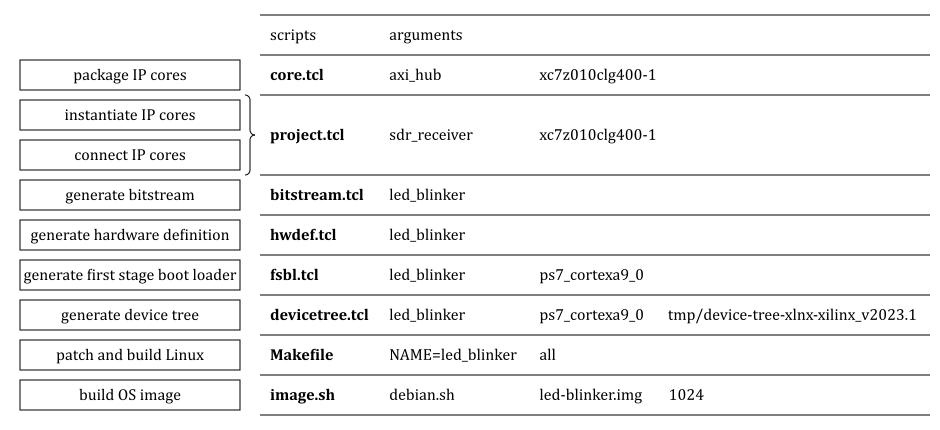 scripts arguments
package IP cores core.tcl axi_hub xc7z010clg400-1
instantiate IP cores
project.tcl sdr_receiver xc7z010clg400-1
connect IP cores
generate bitstream bitstream.tcl led_blinker
generate hardware definition hwdef.tcl led_blinker
generate first stage boot loader fsbl.tcl led_blinker ps7_cortexa9_0
generate device tree devicetree.tcl led_blinker ps7_cortexa9_0 tmp/device-tree-xlnx-xilinx_v2023.1
patch and build Linux Makefile NAME=led_blinker all
build OS image image.sh debian.sh led-blinker.img 1024